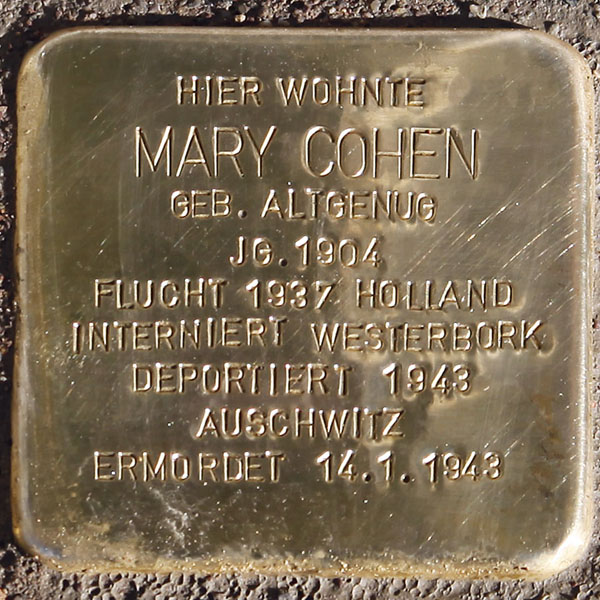 HIER WOHNTE
MARY COHEN
GEB. ALTGENUG
JG. 1904
FLUCHT 1937 HOLLAND
INTERNIERT WESTERBORK
DEPORTIERT 1943
AUSCHWITZ
ERMORDET 14.1.1943